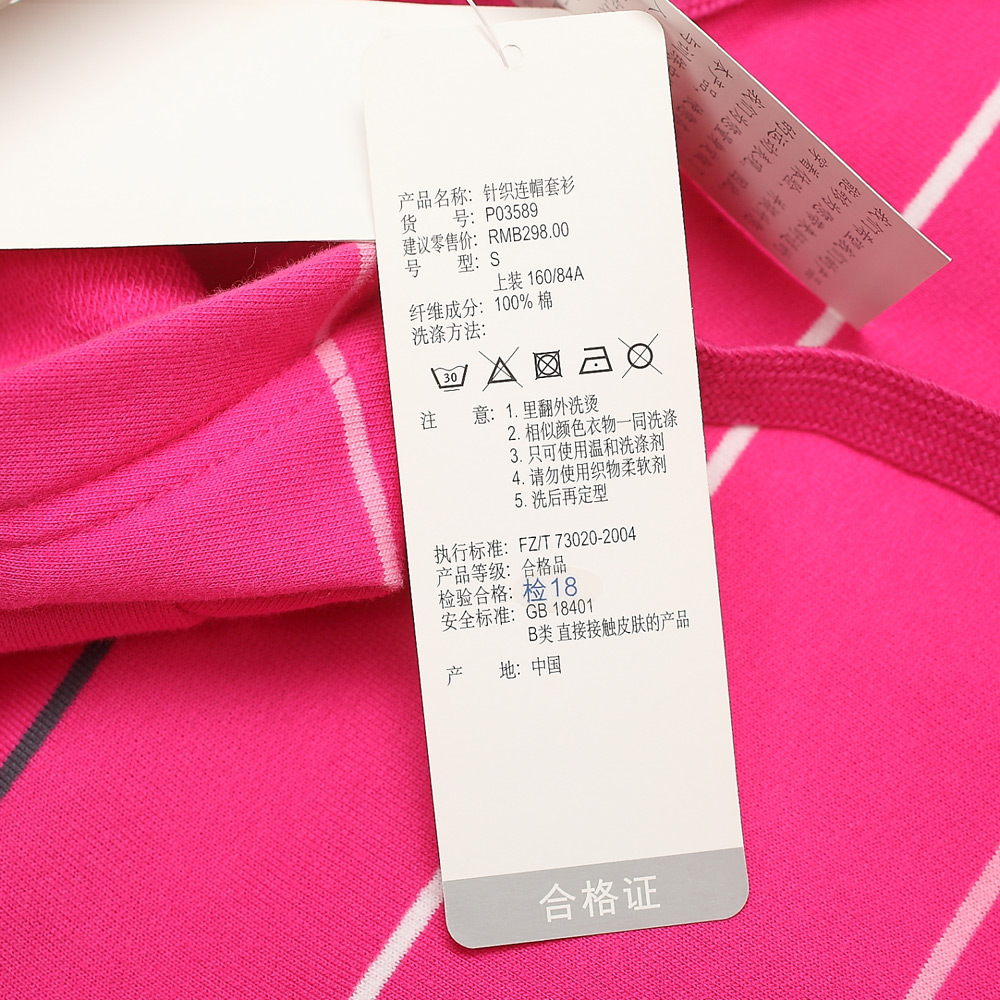 产品名称: 针织连帽套衫
货 号: P03589
建议零售价: RMB298.00
号 型: S
上装 160/84A
纤维成分: 100% 棉
洗涤方法:
30
注 意: 1. 里翻外洗烫
2. 相似颜色衣物一同洗涤
3. 只可使用温和洗涤剂
4. 请勿使用织物柔软剂
5. 洗后再定型
执行标准: FZ/T 73020-2004
产品等级: 合格品
检验合格: 检18
安全标准: GB 18401
B类 直接接触皮肤的产品
产 地: 中国
合格证